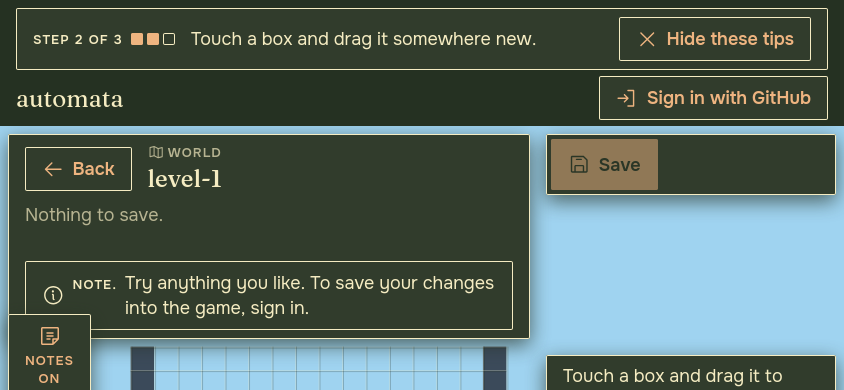 STEP 2 OF 3
Touch a box and drag it somewhere new.
Hide these tips
automata
Sign in with GitHub
Back
WORLD
level-1
Nothing to save.
NOTE. Try anything you like. To save your changes
into the game, sign in.
Save
NOTES
ON
Touch a box and drag it to